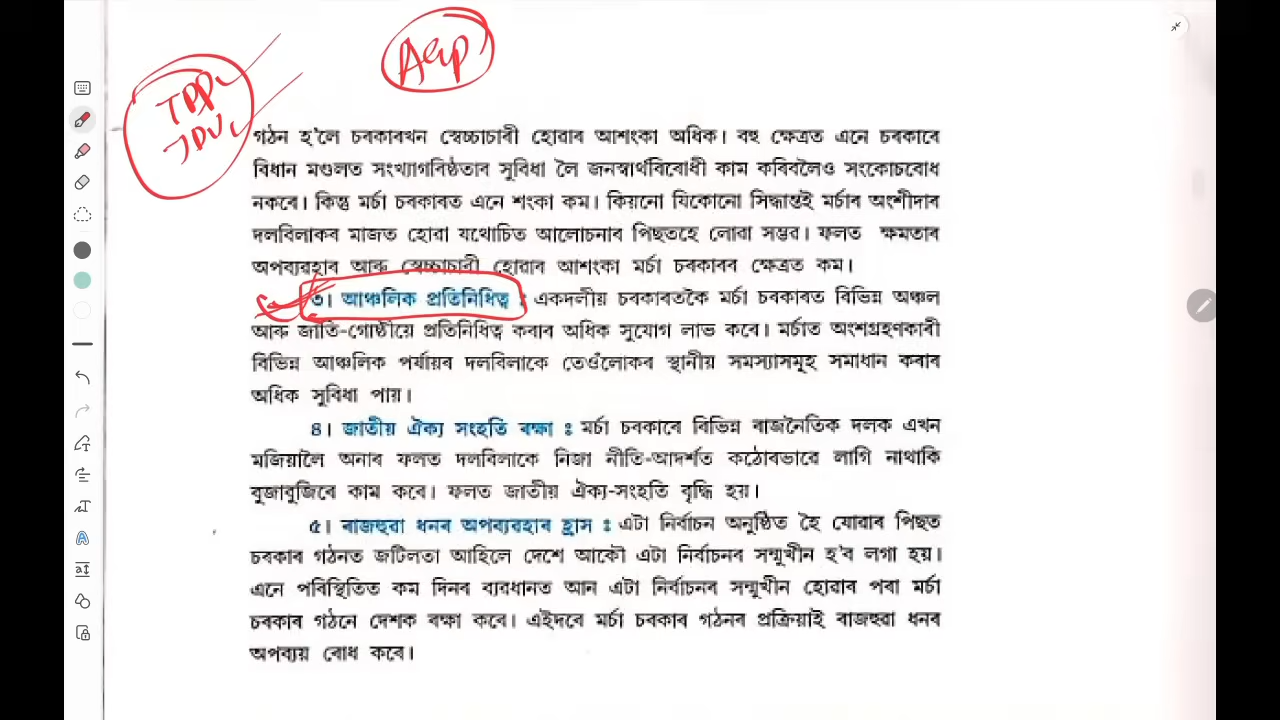 AGP
TDP
JDU
গঠন হ'লে চৰকাৰখন স্বেচ্ছাচাৰী হোৱাৰ আশংকা অধিক। বহু ক্ষেত্ৰত এনে চৰকাৰে
বিধান মণ্ডলত সংখ্যাগৰিষ্ঠতাৰ সুবিধা লৈ জনস্বাৰ্থবিৰোধী কাম কৰিবলৈও সংকোচবোধ
নকৰে। কিন্তু মৰ্চা চৰকাৰত এনে শংকা কম। কিয়নো যিকোনো সিদ্ধান্তই মৰ্চাৰ অংশীদাৰ
দলবিলাকৰ মাজত হোৱা যথোচিত আলোচনাৰ পিছতহে লোৱা সম্ভৱ। ফলত ক্ষমতাৰ
অপব্যৱহাৰ আৰু স্বেচ্ছাচাৰী হোৱাৰ আশংকা মৰ্চা চৰকাৰৰ ক্ষেত্ৰত কম।
৩। আঞ্চলিক প্ৰতিনিধিত্ব : একদলীয় চৰকাৰতকৈ মৰ্চা চৰকাৰত বিভিন্ন অঞ্চল
আৰু জাতি-গোষ্ঠীয়ে প্ৰতিনিধিত্ব কৰাৰ অধিক সুযোগ লাভ কৰে। মৰ্চাত অংশগ্ৰহণকাৰী
বিভিন্ন আঞ্চলিক পৰ্যায়ৰ দলবিলাকে তেওঁলোকৰ স্থানীয় সমস্যাসমূহ সমাধান কৰাৰ
অধিক সুবিধা পায়।
৪। জাতীয় ঐক্য সংহতি ৰক্ষা : মৰ্চা চৰকাৰে বিভিন্ন ৰাজনৈতিক দলক এখন
মজিয়ালৈ অনাৰ ফলত দলবিলাকে নিজা নীতি-আদৰ্শত কঠোৰভাৱে লাগি নাথাকি
বুজাবুজিৰে কাম কৰে। ফলত জাতীয় ঐক্য-সংহতি বৃদ্ধি হয়।
৫। ৰাজহুৱা ধনৰ অপব্যৱহাৰ হ্ৰাস : এটা নিৰ্বাচন অনুষ্ঠিত হৈ যোৱাৰ পিছত
চৰকাৰ গঠনত জটিলতা আহিলে দেশে আকৌ এটা নিৰ্বাচনৰ সন্মুখীন হ'ব লগা হয়।
এনে পৰিস্থিতিত কম দিনৰ ব্যৱধানত আন এটা নিৰ্বাচনৰ সন্মুখীন হোৱাৰ পৰা মৰ্চা
চৰকাৰ গঠনে দেশক ৰক্ষা কৰে। এইদৰে মৰ্চা চৰকাৰ গঠনৰ প্ৰক্ৰিয়াই ৰাজহুৱা ধনৰ
অপব্যয় ৰোধ কৰে।